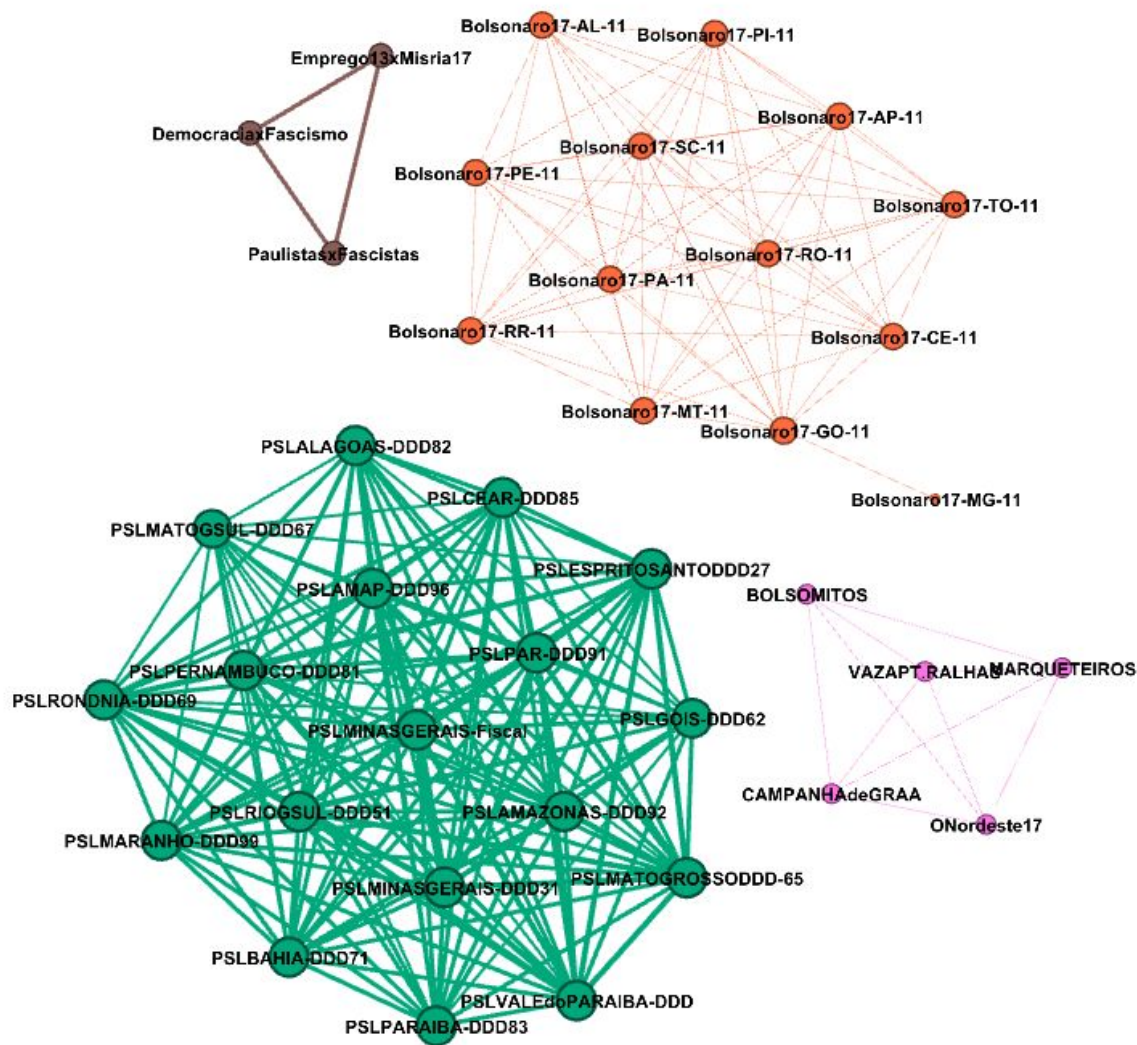 Bolsonaro17-AL-11
Bolsonaro17-PI-11
Emprego13xMisria17
Bolsonaro17-AP-11
DemocraciaxFascismo
Bolsonaro17-SC-11
Bolsonaro17-PE-11
Bolsonaro17-TO-11
PaulistasxFascistas
Bolsonaro17-RO-11
Bolsonaro17-PA-11
Bolsonaro17-RR-11
Bolsonaro17-CE-11
Bolsonaro17-MT-11
Bolsonaro17-GO-11
PSLALAGOAS-DDD82
Bolsonaro17-MG-11
PSLCEAR-DDD85
PSLMATOGSUL-DDD67
PSLESPRITOSANTODDD27
PSLAMAP-DDD96
BOLSOMITOS
PSLPAR-DDD91
PSLPERNAMBUCO-DDD81
VAZAPT.RALHAS
MARQUETEIROS
PSLRONDNIA-DDD69
PSLGOIS-DDD62
PSLMINASGERAIS-Fiscal
CAMPANHAdeGRAA
PSLRIOGSUL-DDD51
PSLAMAZONAS-DDD92
ONordeste17
PSLMARANHO-DDD99
PSLMATOGROSSODDD-65
PSLMINASGERAIS-DDD31
PSLBAHIA-DDD71
PSLVALEdoPARAIBA-DDD
PSLPARAIBA-DDD83